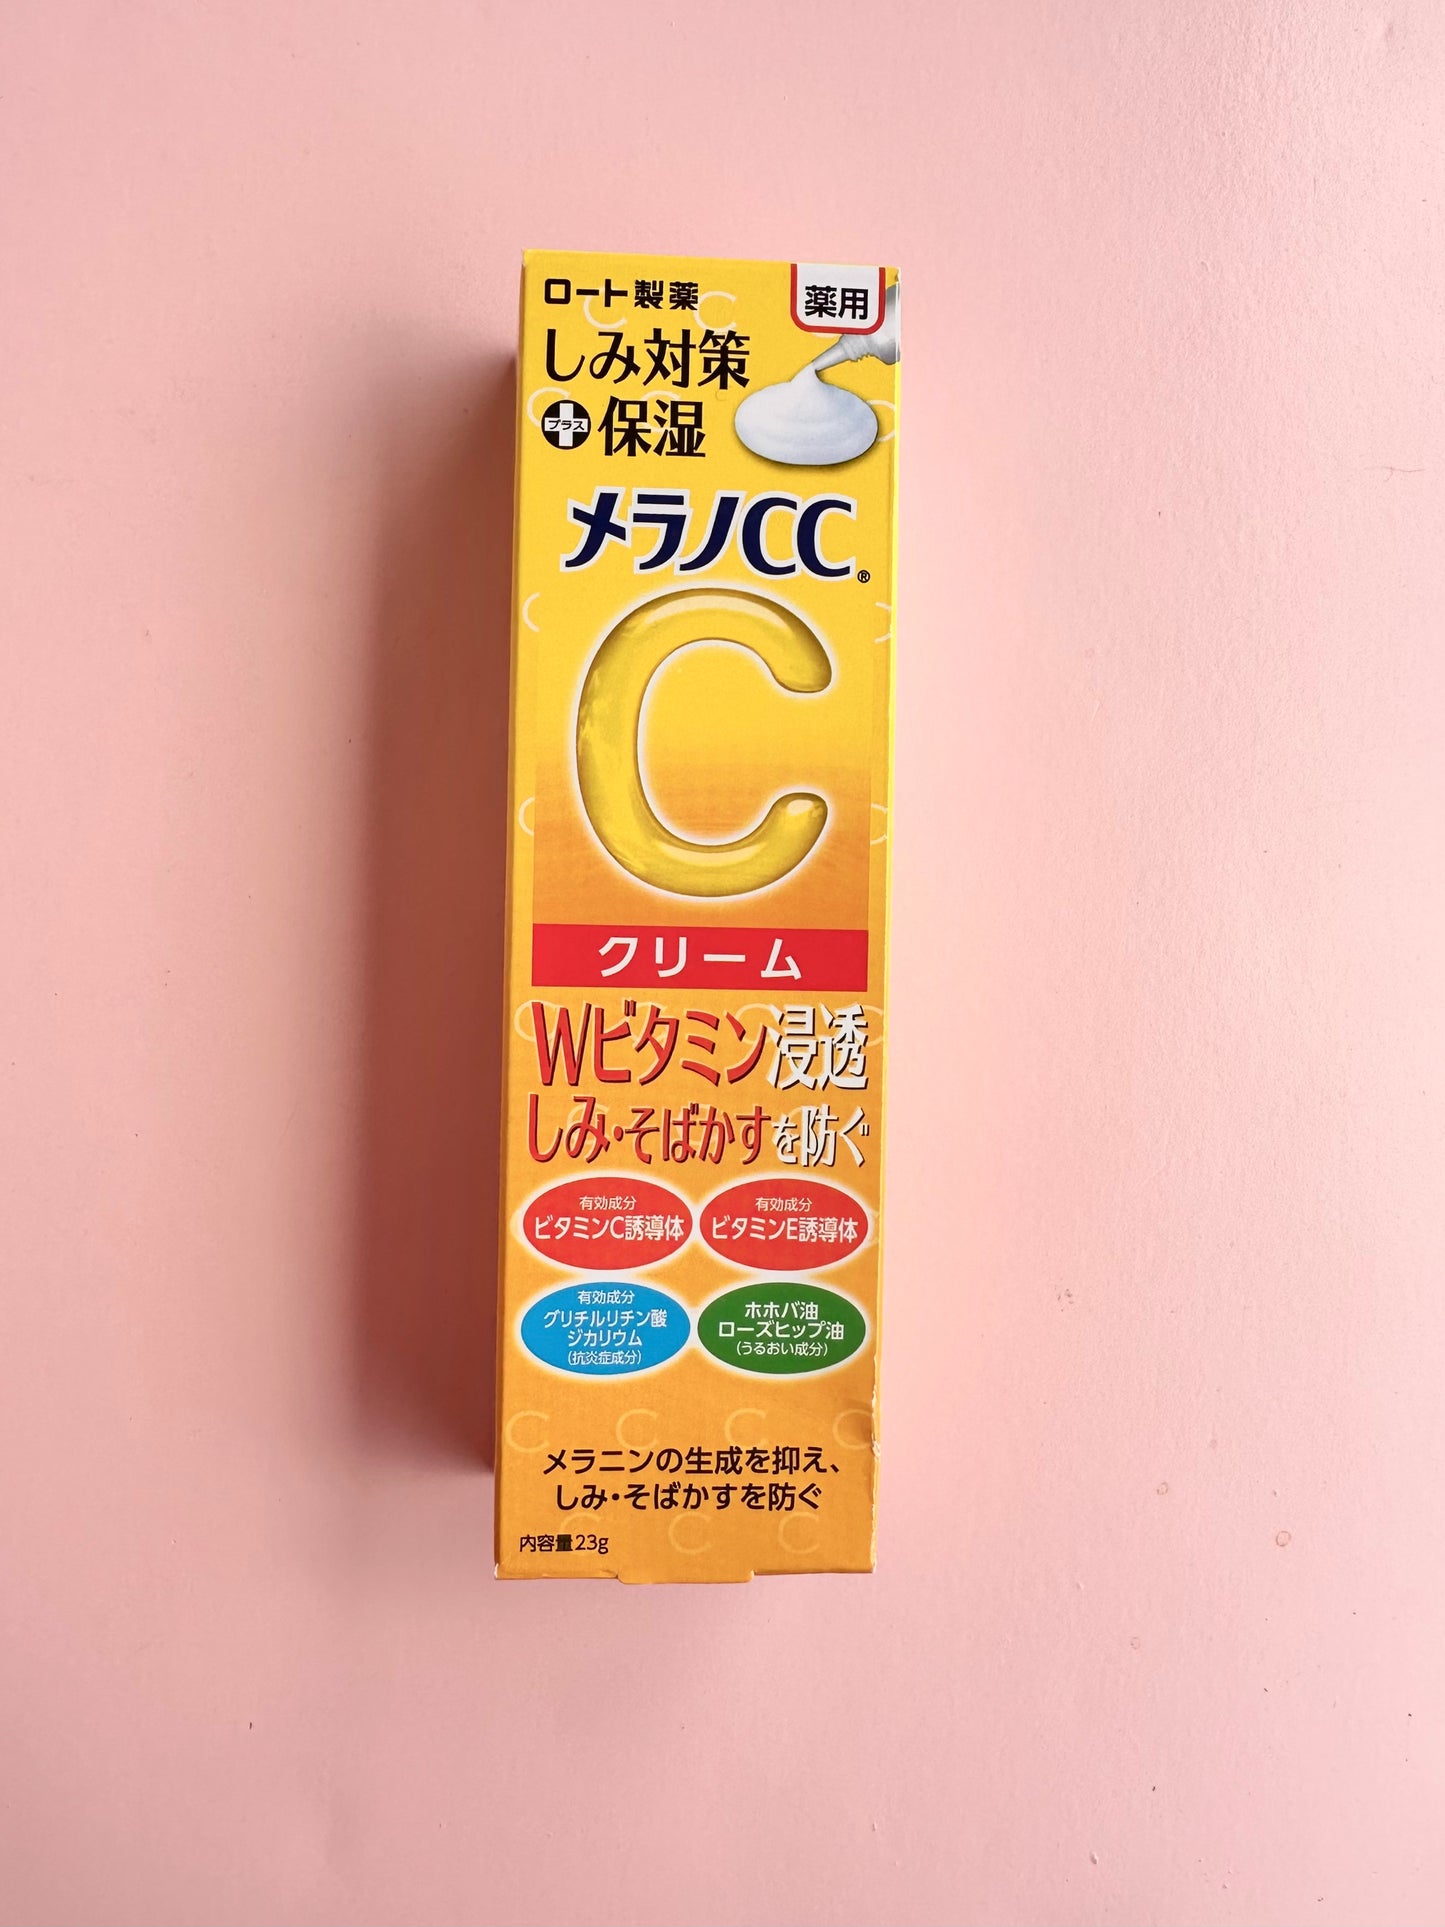 ロート製薬
薬用
しみ対策
プラス 保湿
メラノCC®
C
クリーム
Wビタミン浸透
しみ・そばかすを防ぐ
有効成分
ビタミンC誘導体
有効成分
ビタミンE誘導体
有効成分
グリチルリチン酸
ジカリウム
(抗炎症成分)
ホホバ油
ローズヒップ油
(うるおい成分)
メラニンの生成を抑え、
しみ・そばかすを防ぐ
内容量23g